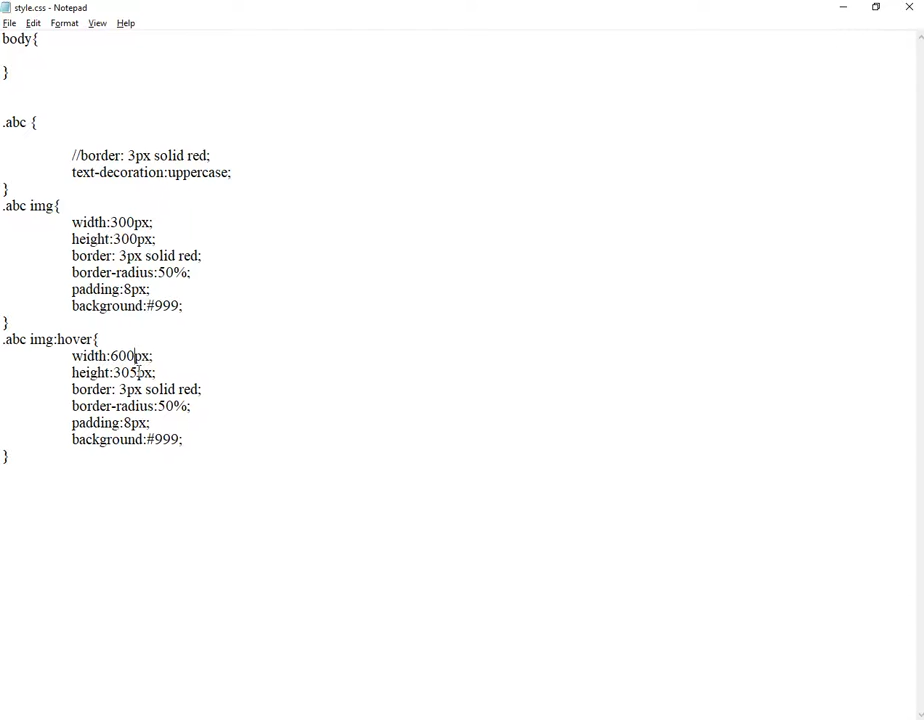 style.css - Notepad
File Edit Format View Help
body{
}
.abc {
//border: 3px solid red;
text-decoration:uppercase;
}
.abc img{
width:300px;
height:300px;
border: 3px solid red;
border-radius:50%;
padding:8px;
background:#999;
}
.abc img:hover{
width:600px;
height:305px;
border: 3px solid red;
border-radius:50%;
padding:8px;
background:#999;
}